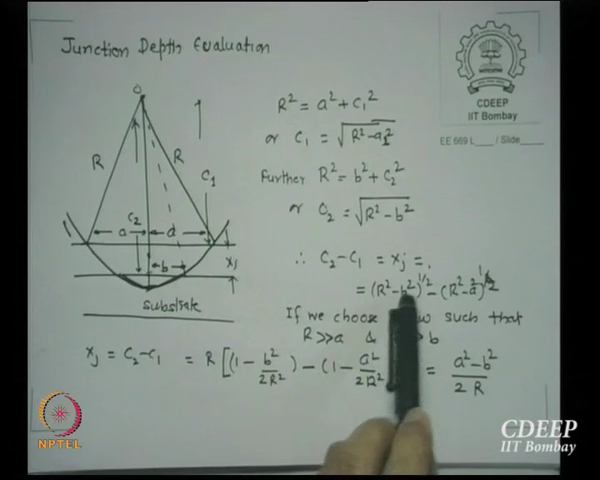 Junction Depth Evaluation
CDEEP
IIT Bombay
EE 669 L___ / Slide___
O
R
R
C₁
C₂
a
a
b
xj
Substrate
R² = a² + C₁²
or C₁ = √(R² - a²)
Further R² = b² + C₂²
or C₂ = √(R² - b²)
∴ C₂ - C₁ = xj =
= (R² - b²)^1/2 - (R² - a²)^1/2
If we choose such that
R >> a & > b
xj = C₂ - C₁ = R [(1 - b²/2R²) - (1 - a²/2R²) = a² - b²/2R
NPTEL
CDEEP
IIT Bombay